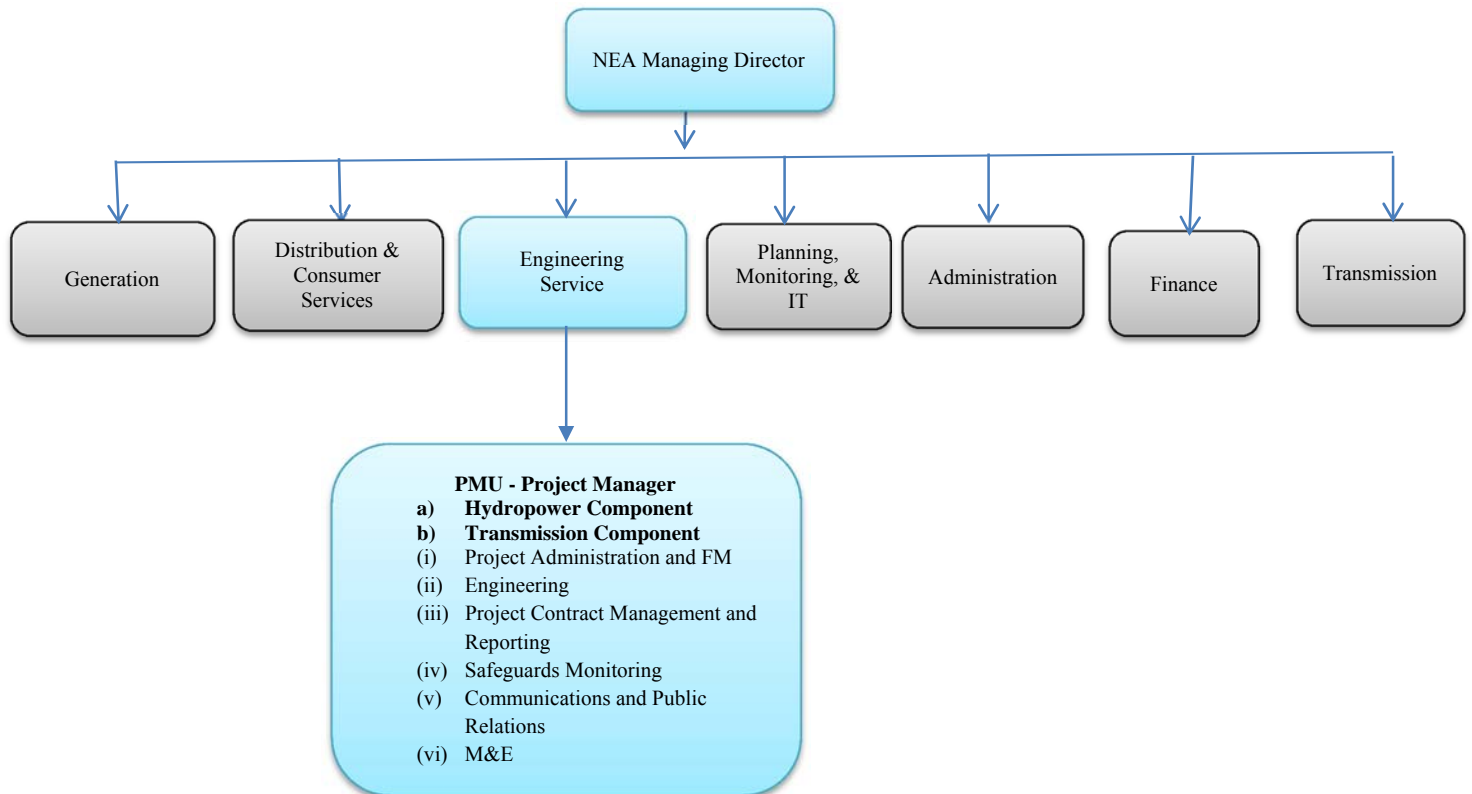 NEA Managing Director
Generation
Distribution &
Consumer
Services
Engineering
Service
Planning,
Monitoring, &
IT
Administration
Finance
Transmission
PMU - Project Manager
a) Hydropower Component
b) Transmission Component
(i) Project Administration and FM
(ii) Engineering
(iii) Project Contract Management and
Reporting
(iv) Safeguards Monitoring
(v) Communications and Public
Relations
(vi) M&E